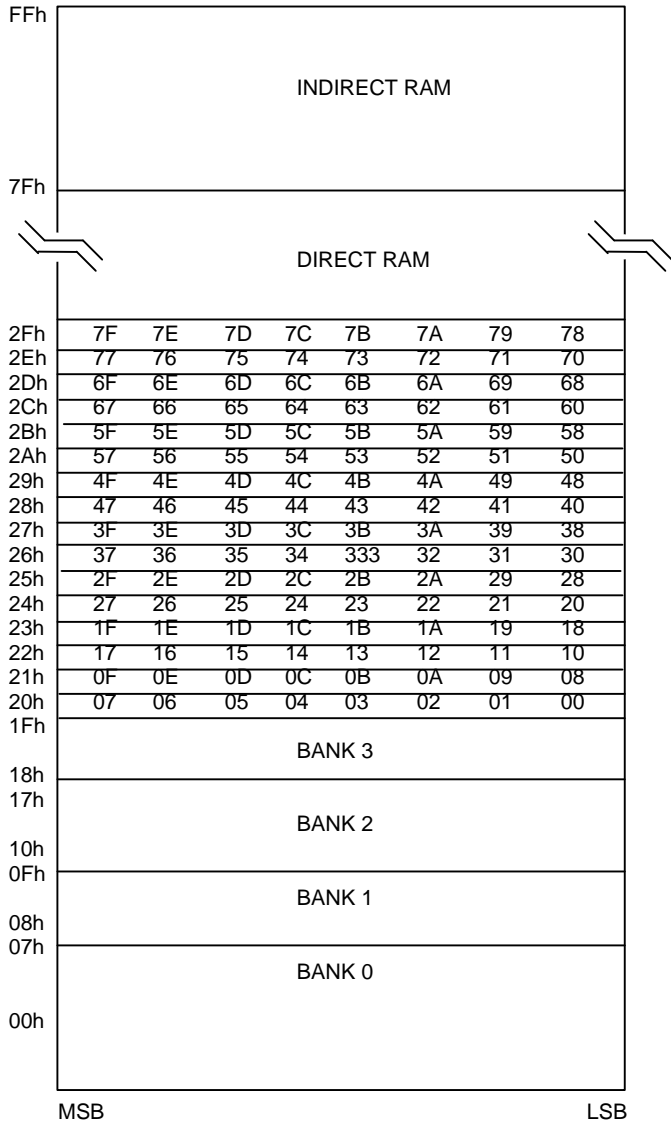 FFh
INDIRECT RAM
7Fh
DIRECT RAM
2Fh 7F 7E 7D 7C 7B 7A 79 78
2Eh 77 76 75 74 73 72 71 70
2Dh 6F 6E 6D 6C 6B 6A 69 68
2Ch 67 66 65 64 63 62 61 60
2Bh 5F 5E 5D 5C 5B 5A 59 58
2Ah 57 56 55 54 53 52 51 50
29h 4F 4E 4D 4C 4B 4A 49 48
28h 47 46 45 44 43 42 41 40
27h 3F 3E 3D 3C 3B 3A 39 38
26h 37 36 35 34 333 32 31 30
25h 2F 2E 2D 2C 2B 2A 29 28
24h 27 26 25 24 23 22 21 20
23h 1F 1E 1D 1C 1B 1A 19 18
22h 17 16 15 14 13 12 11 10
21h 0F 0E 0D 0C 0B 0A 09 08
20h 07 06 05 04 03 02 01 00
1Fh
BANK 3
18h
17h
BANK 2
10h
0Fh
BANK 1
08h
07h
BANK 0
00h
MSB LSB